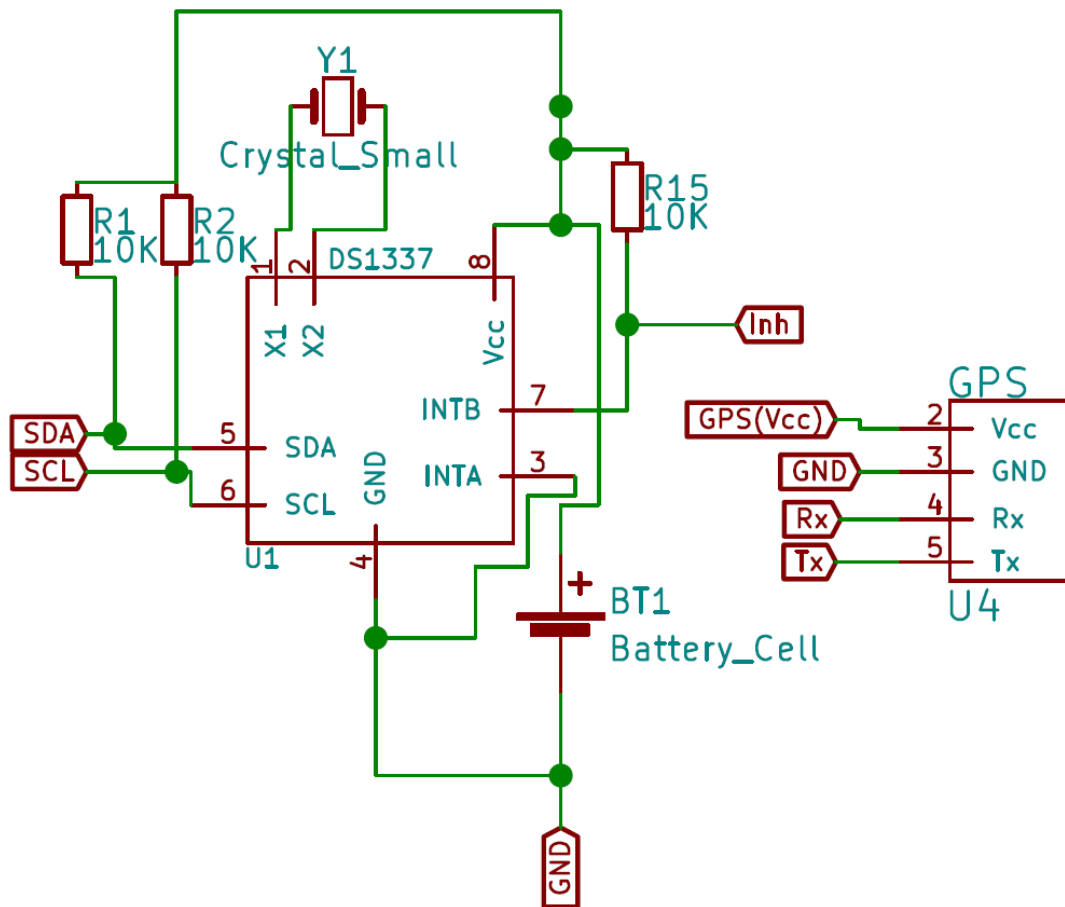 Y1
Crystal_Small
R1
10K
R2
10K
R15
10K
1
2
DS1337
8
X1
X2
Vcc
Inh
INTB
7
SDA
5
SDA
SCL
6
SCL
GND
INTA
3
U1
4
+
BT1
Battery_Cell
GND
GPS
GPS(Vcc)
2
Vcc
GND
3
GND
Rx
4
Rx
Tx
5
Tx
U4